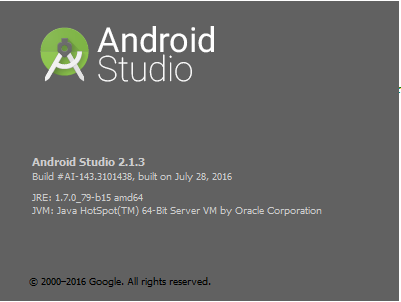 Android
Studio
Android Studio 2.1.3
Build #AI-143.3101438, built on July 28, 2016
JRE: 1.7.0_79-b15 amd64
JVM: Java HotSpot(TM) 64-Bit Server VM by Oracle Corporation
© 2000–2016 Google. All rights reserved.